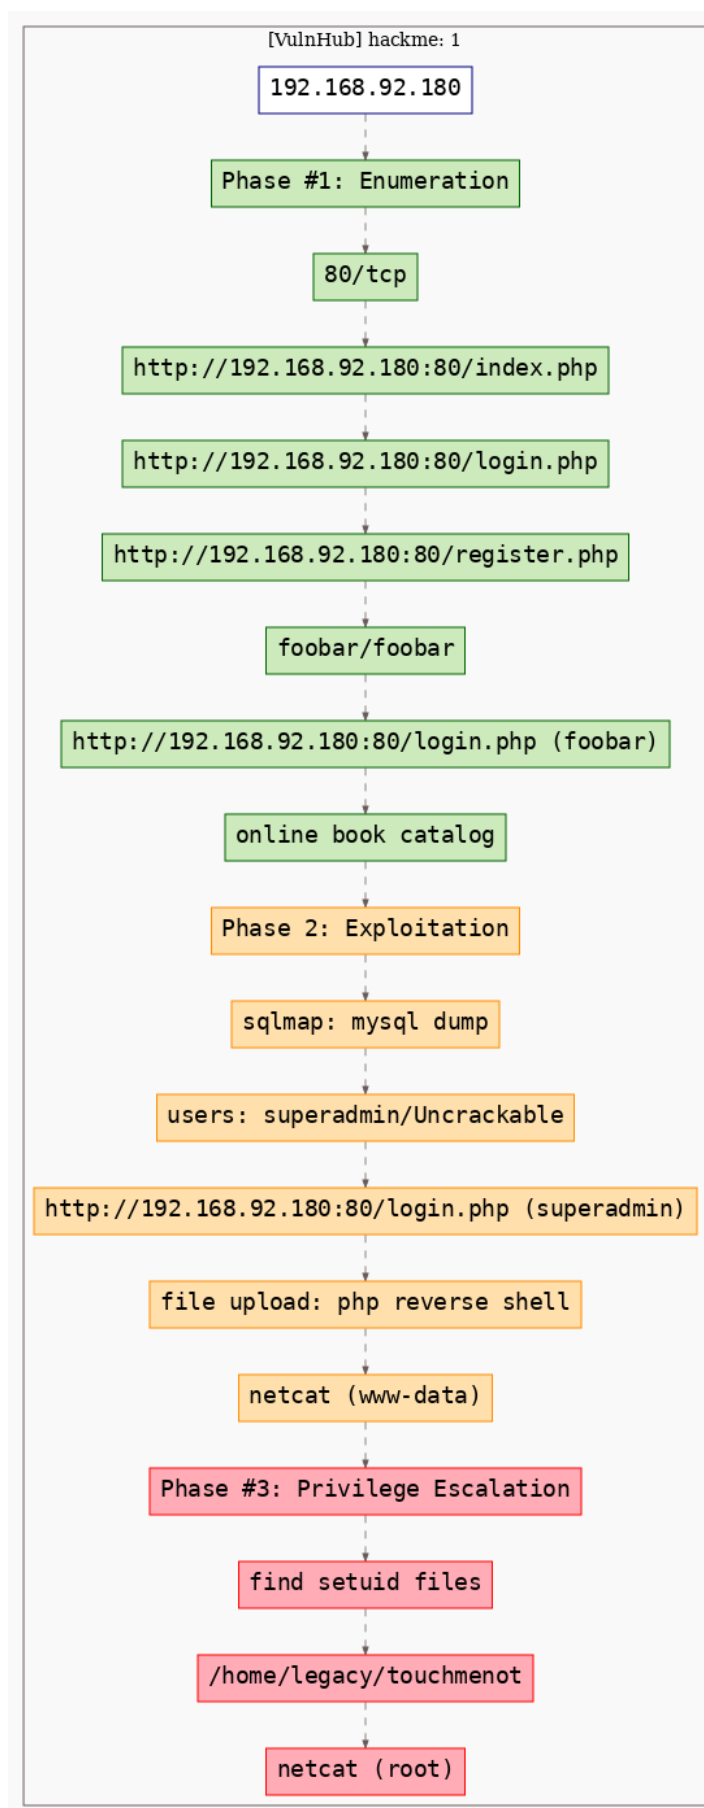 [VulnHub] hackme: 1
192.168.92.180
Phase #1: Enumeration
80/tcp
http://192.168.92.180:80/index.php
http://192.168.92.180:80/login.php
http://192.168.92.180:80/register.php
foobar/foobar
http://192.168.92.180:80/login.php (foobar)
online book catalog
Phase 2: Exploitation
sqlmap: mysql dump
users: superadmin/Uncrackable
http://192.168.92.180:80/login.php (superadmin)
file upload: php reverse shell
netcat (www-data)
Phase #3: Privilege Escalation
find setuid files
/home/legacy/touchmenot
netcat (root)